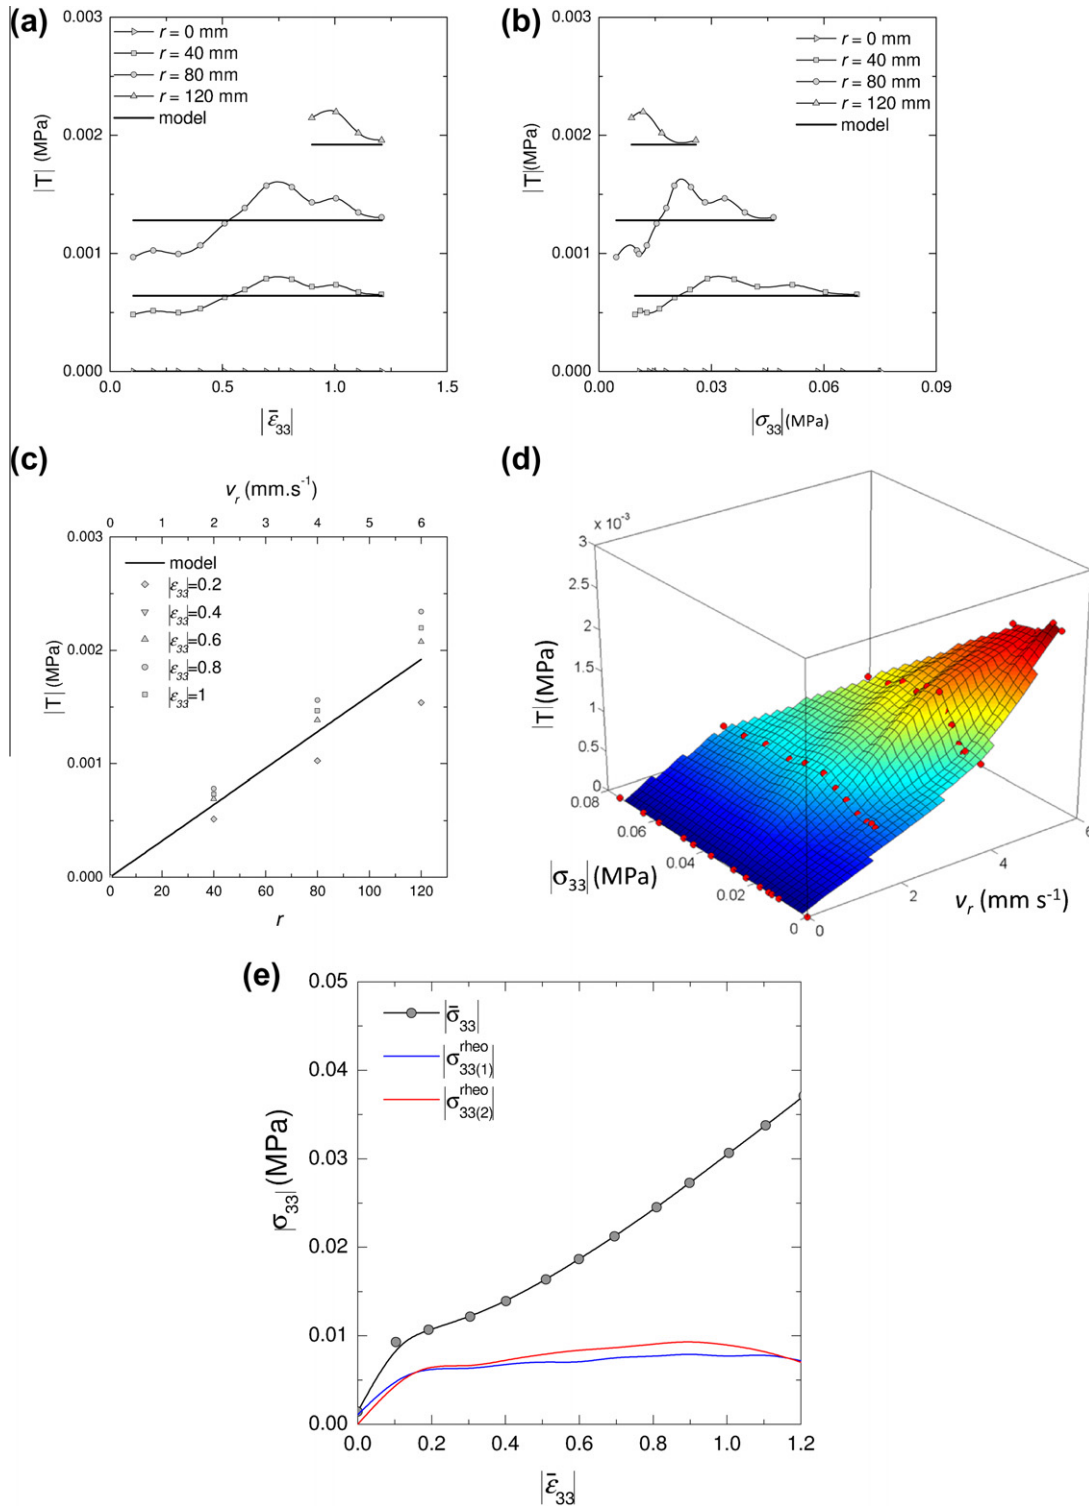 (a)
0.003
r = 0 mm
r = 40 mm
r = 80 mm
r = 120 mm
model
0.002
0.001
0.000
|T| (MPa)
0.0 0.5 1.0 1.5
|ε̄33|
(b)
0.003
r = 0 mm
r = 40 mm
r = 80 mm
r = 120 mm
model
0.002
0.001
0.000
|T|(MPa)
0.00 0.03 0.06 0.09
|σ33|(MPa)
(c)
vr (mm.s-1)
0 1 2 3 4 5 6
0.003
model
|ε33|=0.2
|ε33|=0.4
|ε33|=0.6
|ε33|=0.8
|ε33|=1
0.002
0.001
0.000
|T| (MPa)
0 20 40 60 80 100 120
r
(d)
x 10-3
3
2.5
2
1.5
1
0.5
0
|T|(MPa)
0.08
0.06
0.04
0.02
0
|σ33|(MPa)
0
2
4
6
vr (mm s-1)
(e)
0.05
|σ̄33|
|σ33(1)rheo|
|σ33(2)rheo|
0.04
0.03
0.02
0.01
0.00
|σ33|(MPa)
0.0 0.2 0.4 0.6 0.8 1.0 1.2
|ε̄33|